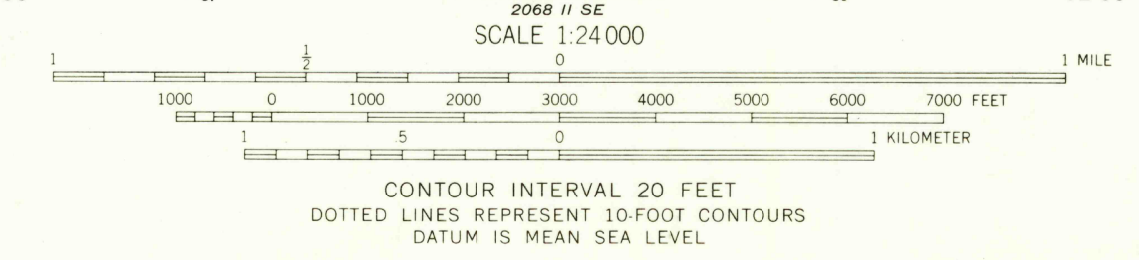 2068 II SE
SCALE 1:24 000
1 1/2 0 1 MILE
1000 0 1000 2000 3000 4000 5000 6000 7000 FEET
1 .5 0 1 KILOMETER
CONTOUR INTERVAL 20 FEET
DOTTED LINES REPRESENT 10-FOOT CONTOURS
DATUM IS MEAN SEA LEVEL